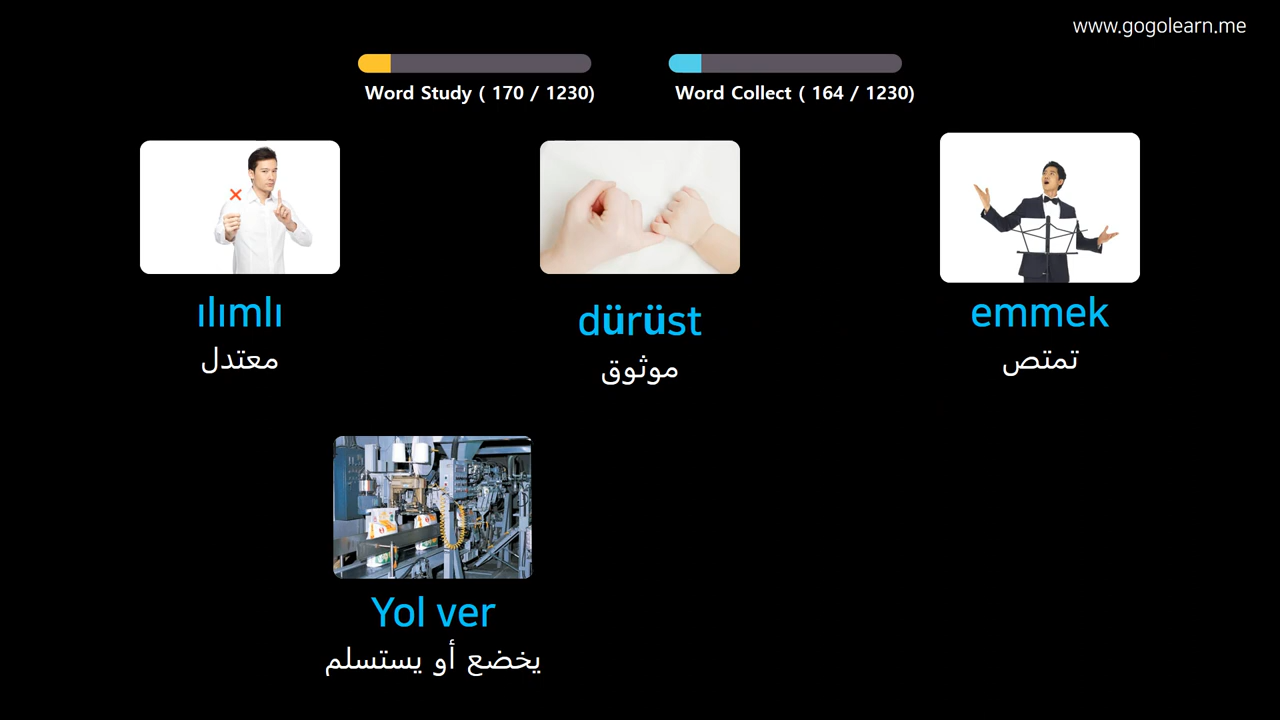 www.gogolearn.me
Word Study ( 170 / 1230)
Word Collect ( 164 / 1230)
ılımlı
معتدل
dürüst
موثوق
emmek
تمتص
Yol ver
يخضع أو يستسلم